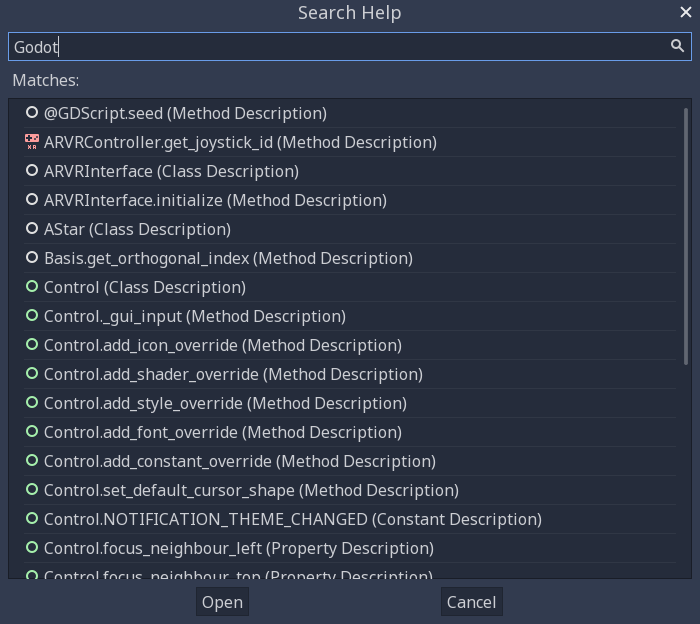 Search Help
Godot
Matches:
@GDScript.seed (Method Description)
ARVRController.get_joystick_id (Method Description)
ARVRInterface (Class Description)
ARVRInterface.initialize (Method Description)
AStar (Class Description)
Basis.get_orthogonal_index (Method Description)
Control (Class Description)
Control._gui_input (Method Description)
Control.add_icon_override (Method Description)
Control.add_shader_override (Method Description)
Control.add_style_override (Method Description)
Control.add_font_override (Method Description)
Control.add_constant_override (Method Description)
Control.set_default_cursor_shape (Method Description)
Control.NOTIFICATION_THEME_CHANGED (Constant Description)
Control.focus_neighbour_left (Property Description)
Control.focus_neighbour_top (Property Description)
Open Cancel